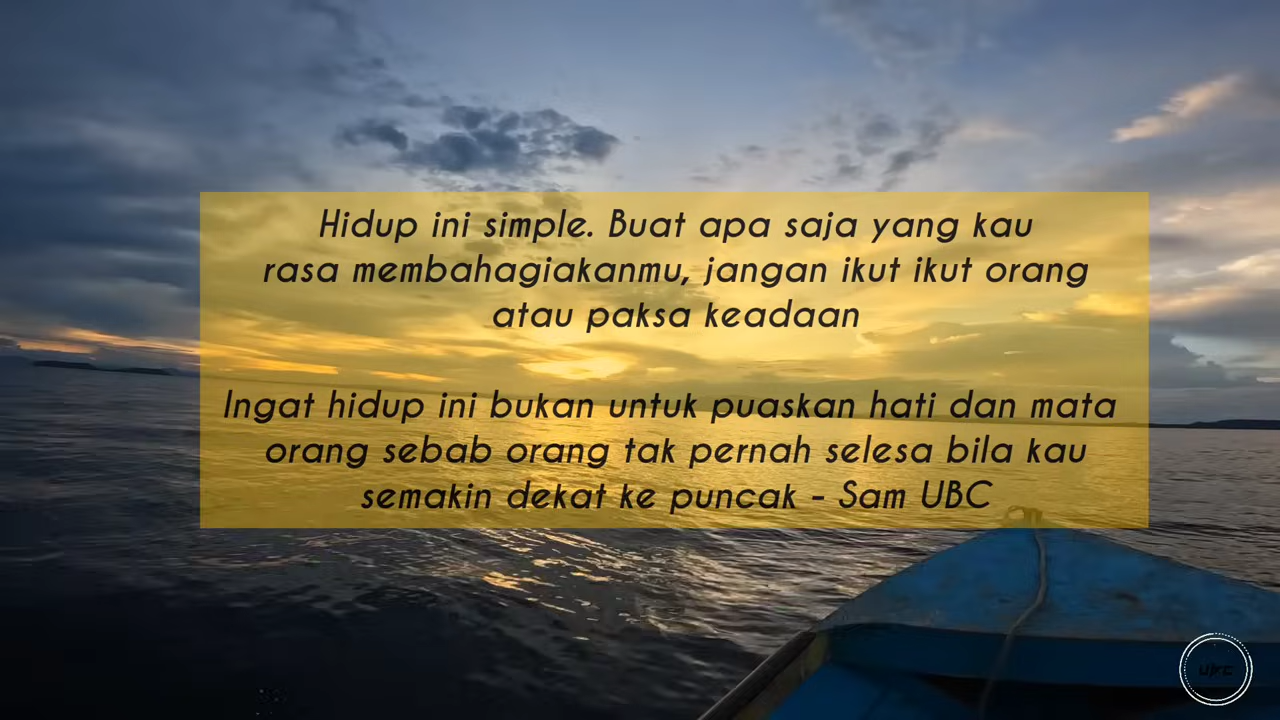 Hidup ini simple. Buat apa saja yang kau
rasa membahagiakanmu, jangan ikut ikut orang
atau paksa keadaan
Ingat hidup ini bukan untuk puaskan hati dan mata
orang sebab orang tak pernah selesa bila kau
semakin dekat ke puncak - Sam UBC